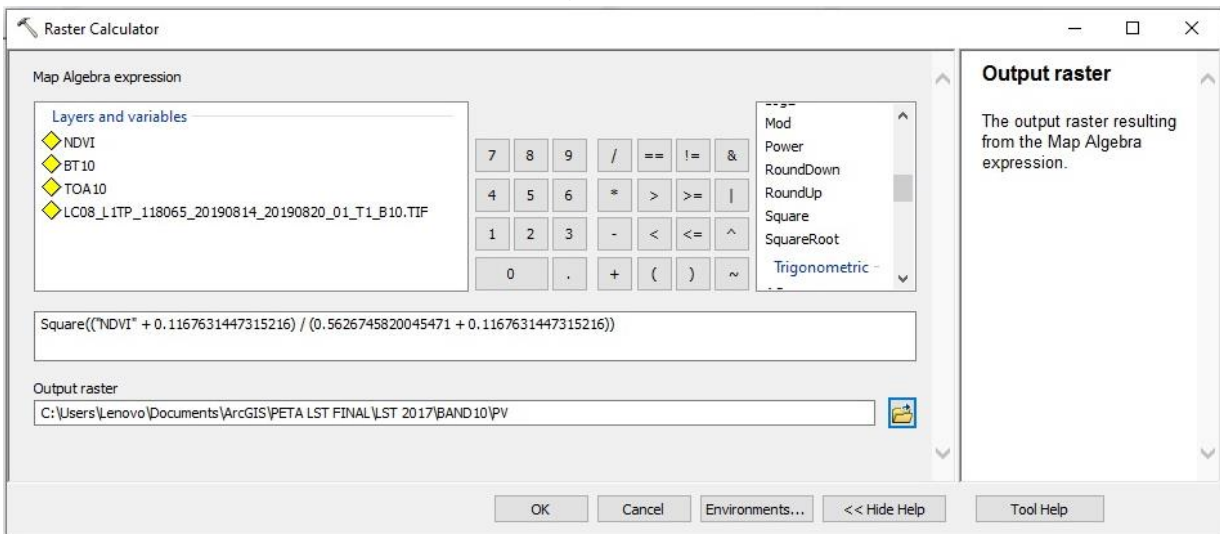 Raster Calculator
Map Algebra expression
Layers and variables
NDVI
BT10
TOA10
LC08_L1TP_118065_20190814_20190820_01_T1_B10.TIF
7 8 9 / == != &
4 5 6 * > >= |
1 2 3 - < <= ^
0 . + ( ) ~
Mod
Power
RoundDown
RoundUp
Square
SquareRoot
Trigonometric
Square(("NDVI" + 0.1167631447315216) / (0.5626745820045471 + 0.1167631447315216))
Output raster
C:\Users\Lenovo\Documents\ArcGIS\PETA LST FINAL\LST 2017\BAND10\PV
OK Cancel Environments... << Hide Help Tool Help
Output raster
The output raster resulting
from the Map Algebra
expression.